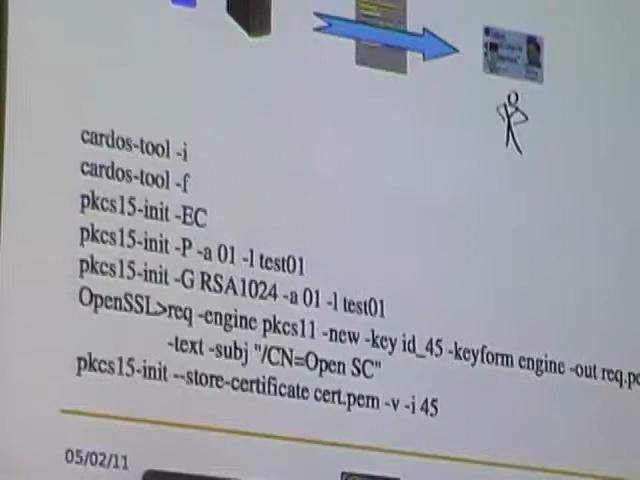 cardos-tool -i
cardos-tool -f
pkcs15-init -EC
pkcs15-init -P -a 01 -l test01
pkcs15-init -G RSA1024 -a 01 -l test01
OpenSSL>req -engine pkcs11 -new -key id_45 -keyform engine -out
-text -subj "/CN=Open SC"
pkcs15-init --store-certificate cert.pem -v -i 45
05/02/11